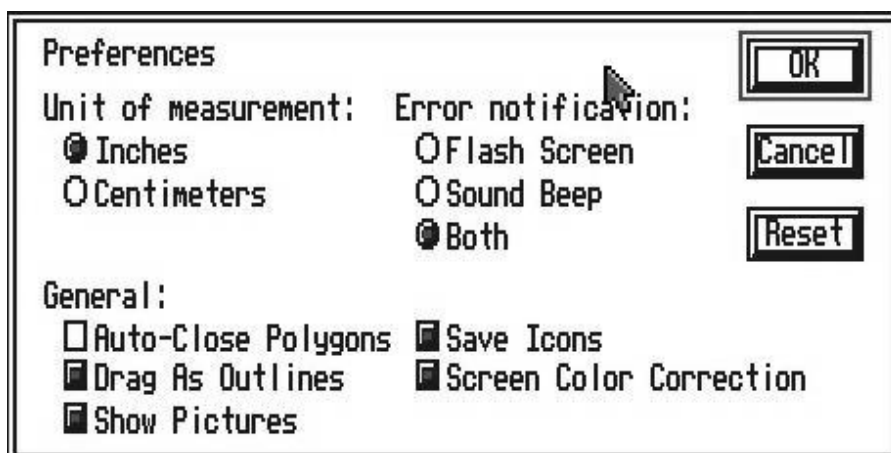 Preferences
OK
Unit of measurement: Error notification:
Inches
Flash Screen
Cancel
Centimeters
Sound Beep
Both
Reset
General:
Auto-Close Polygons
Save Icons
Drag As Outlines
Screen Color Correction
Show Pictures